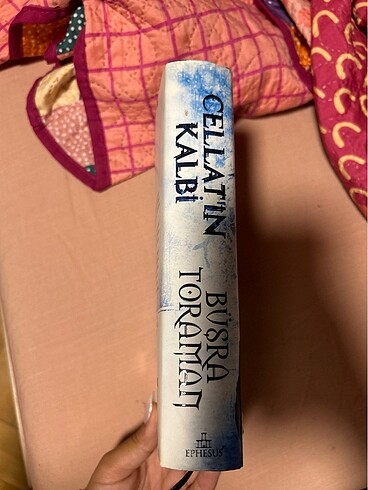 CELLAT'IN
KALBİ
BÜŞRA
TORAMAN
EPHESUS